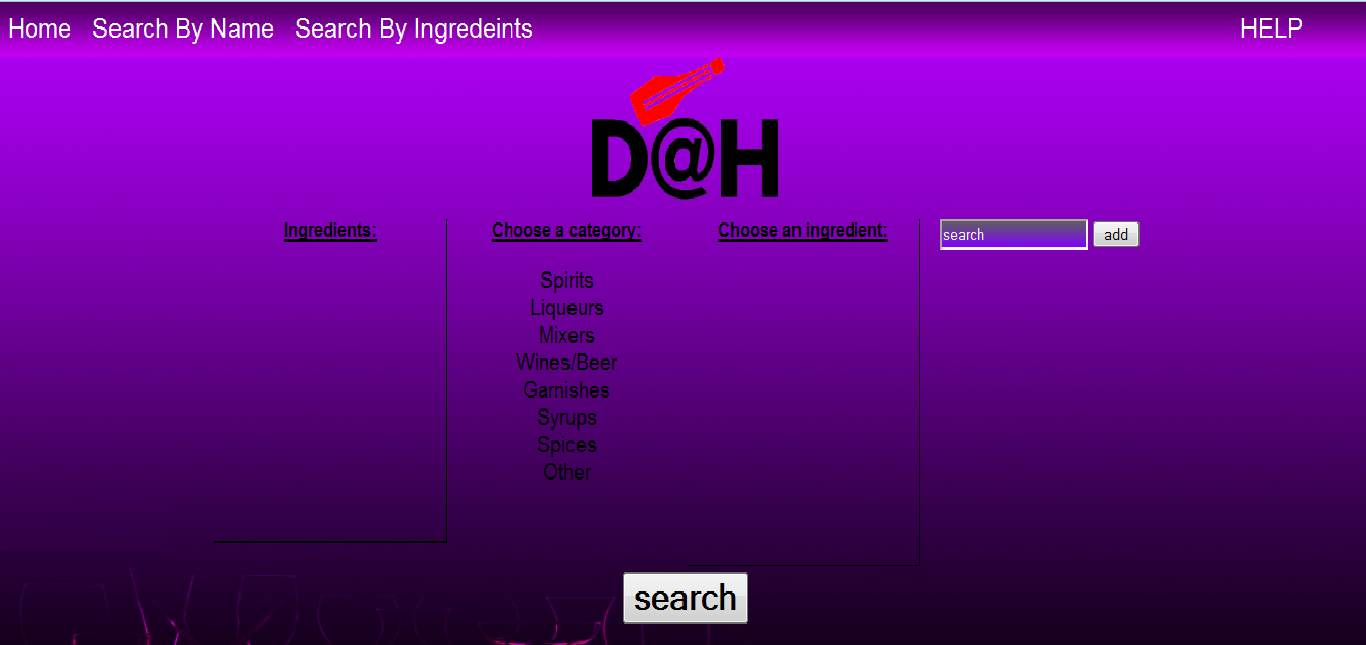 Home Search By Name Search By Ingredeints HELP
D@H
Ingredients: Choose a category: Choose an ingredient: search add
Spirits
Liqueurs
Mixers
Wines/Beer
Garnishes
Syrups
Spices
Other
search